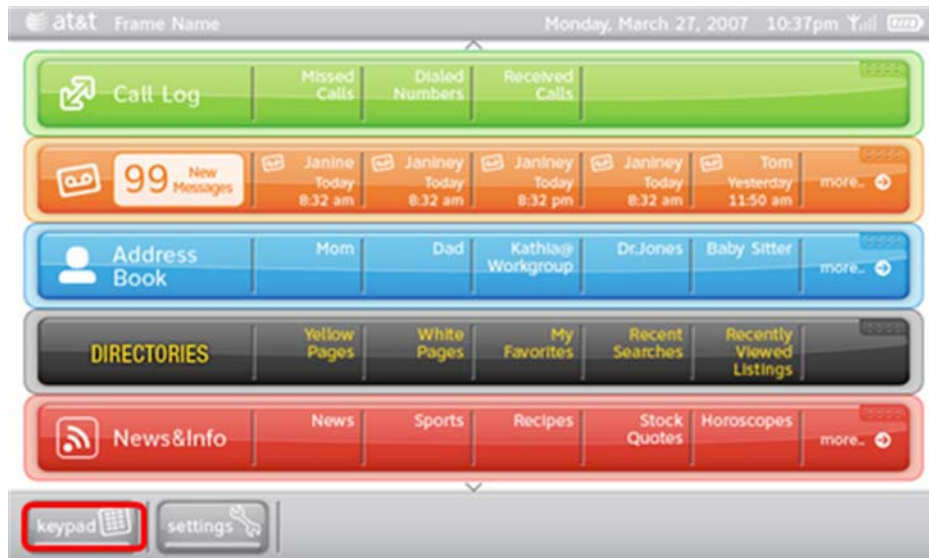 at&t Frame Name Monday, March 27, 2007 10:37pm
Call Log
Missed Calls
Dialed Numbers
Received Calls
99 New Messages
Janine Today 8:32 am
Janiney Today 8:32 am
Janiney Today 8:32 pm
Janiney Today 8:32 am
Tom Yesterday 11:50 am
more..
Address Book
Mom
Dad
Kathia@ Workgroup
Dr.Jones
Baby Sitter
more..
DIRECTORIES
Yellow Pages
White Pages
My Favorites
Recent Searches
Recently Viewed Listings
News&Info
News
Sports
Recipes
Stock Quotes
Horoscopes
more..
keypad
settings